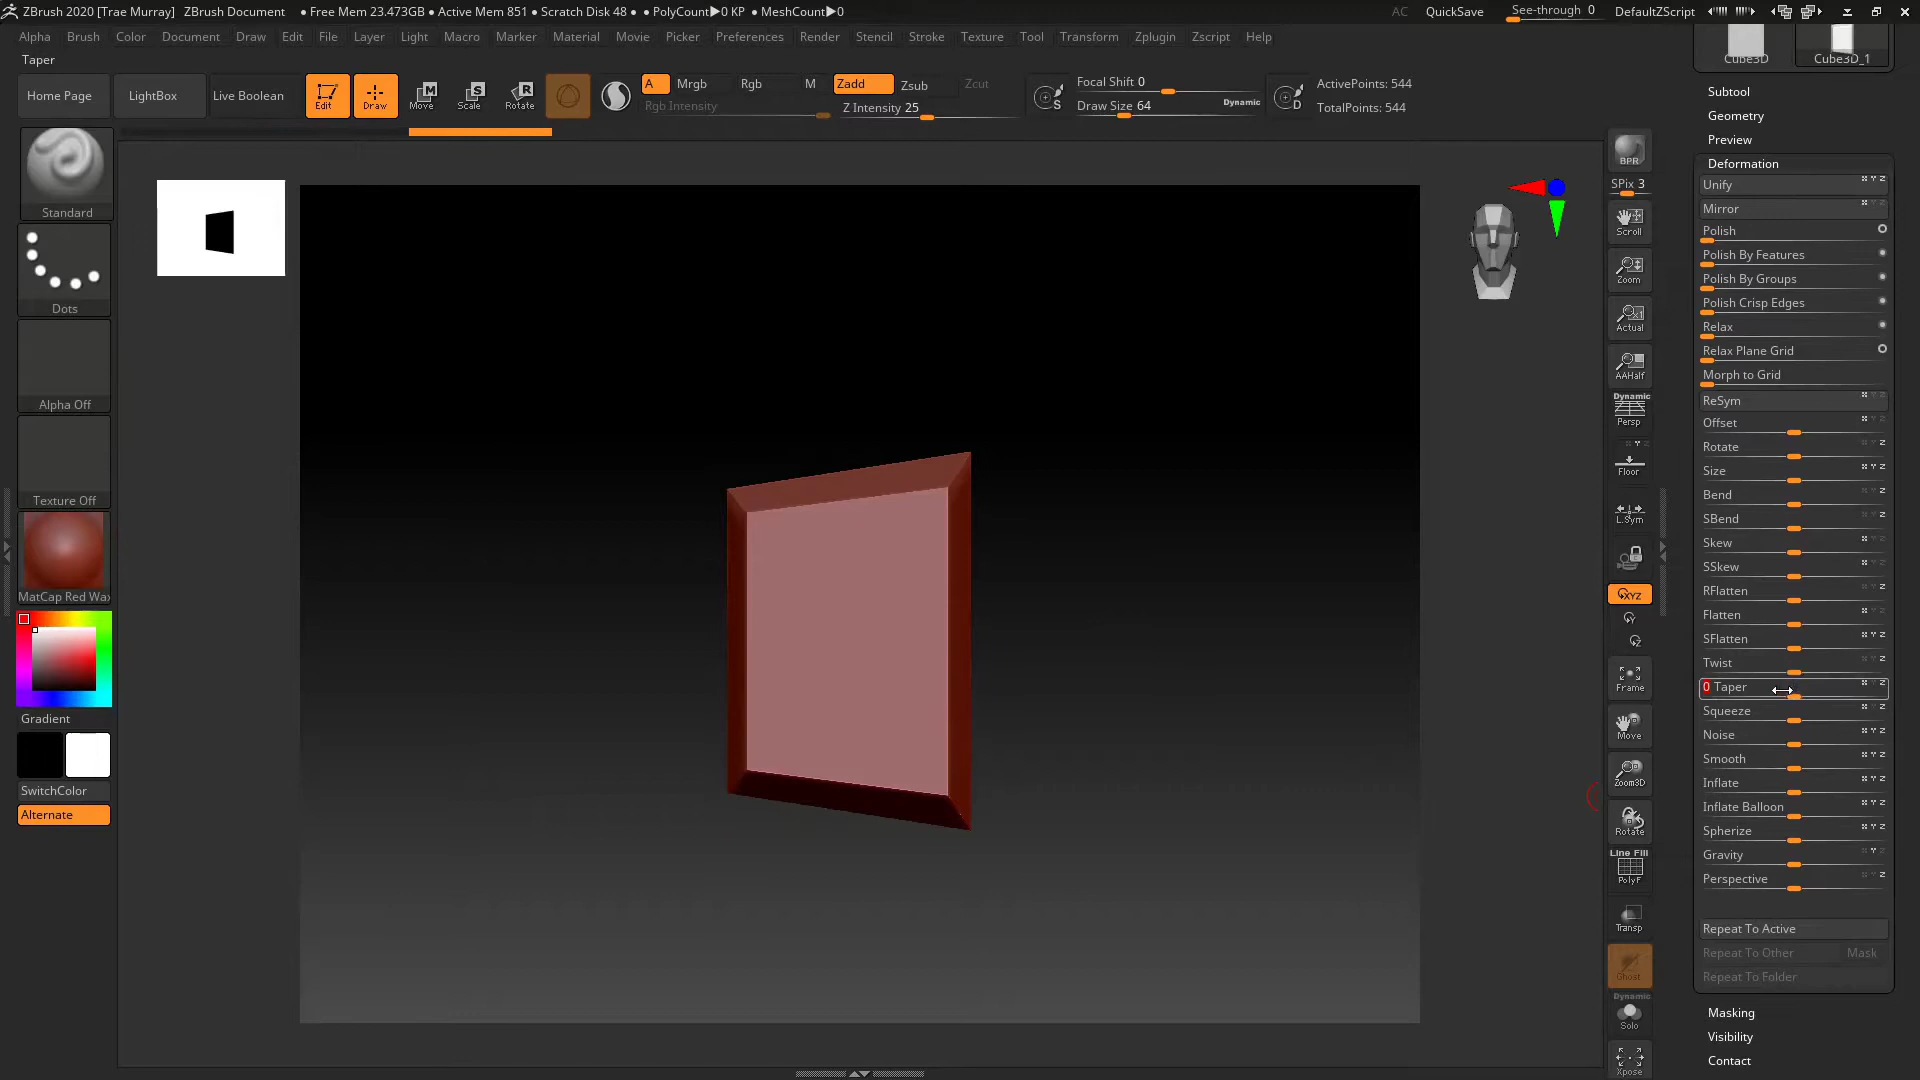 ZBrush 2020 [Trae Murray] ZBrush Document ● Free Mem 23.473GB ● Active Mem 851 ● Scratch Disk 48 ● ● PolyCount▶0 KP ● MeshCount▶0 AC QuickSave See-through 0 DefaultZScript
Alpha Brush Color Document Draw Edit File Layer Light Macro Marker Material Movie Picker Preferences Render Stencil Stroke Texture Tool Transform Zplugin Zscript Help
Taper
Home Page
LightBox
Live Boolean
Edit
Draw
Move
Scale
Rotate
A
Mrgb
Rgb
M
Zadd
Zsub
Zcut
Rgb Intensity
Z Intensity 25
S
Focal Shift 0
Draw Size 64
Dynamic
D
ActivePoints: 544
TotalPoints: 544
Standard
Dots
Alpha Off
Texture Off
MatCap Red Wax
Gradient
SwitchColor
Alternate
BPR
SPix 3
Scroll
Zoom
Actual
AAHalf
Dynamic
Persp
Floor
L.Sym
XYZ
Y
Z
Frame
Move
Zoom3D
Rotate
Line Fill
PolyF
Transp
Ghost
Dynamic
Solo
Xpose
Cube3D
Cube3D_1
Subtool
Geometry
Preview
Deformation
Unify
Mirror
Polish
Polish By Features
Polish By Groups
Polish Crisp Edges
Relax
Relax Plane Grid
Morph to Grid
ReSym
Offset
Rotate
Size
Bend
SBend
Skew
SSkew
RFlatten
Flatten
SFlatten
Twist
0 Taper
Squeeze
Noise
Smooth
Inflate
Inflate Balloon
Spherize
Gravity
Perspective
Repeat To Active
Repeat To Other Mask
Repeat To Folder
Masking
Visibility
Contact